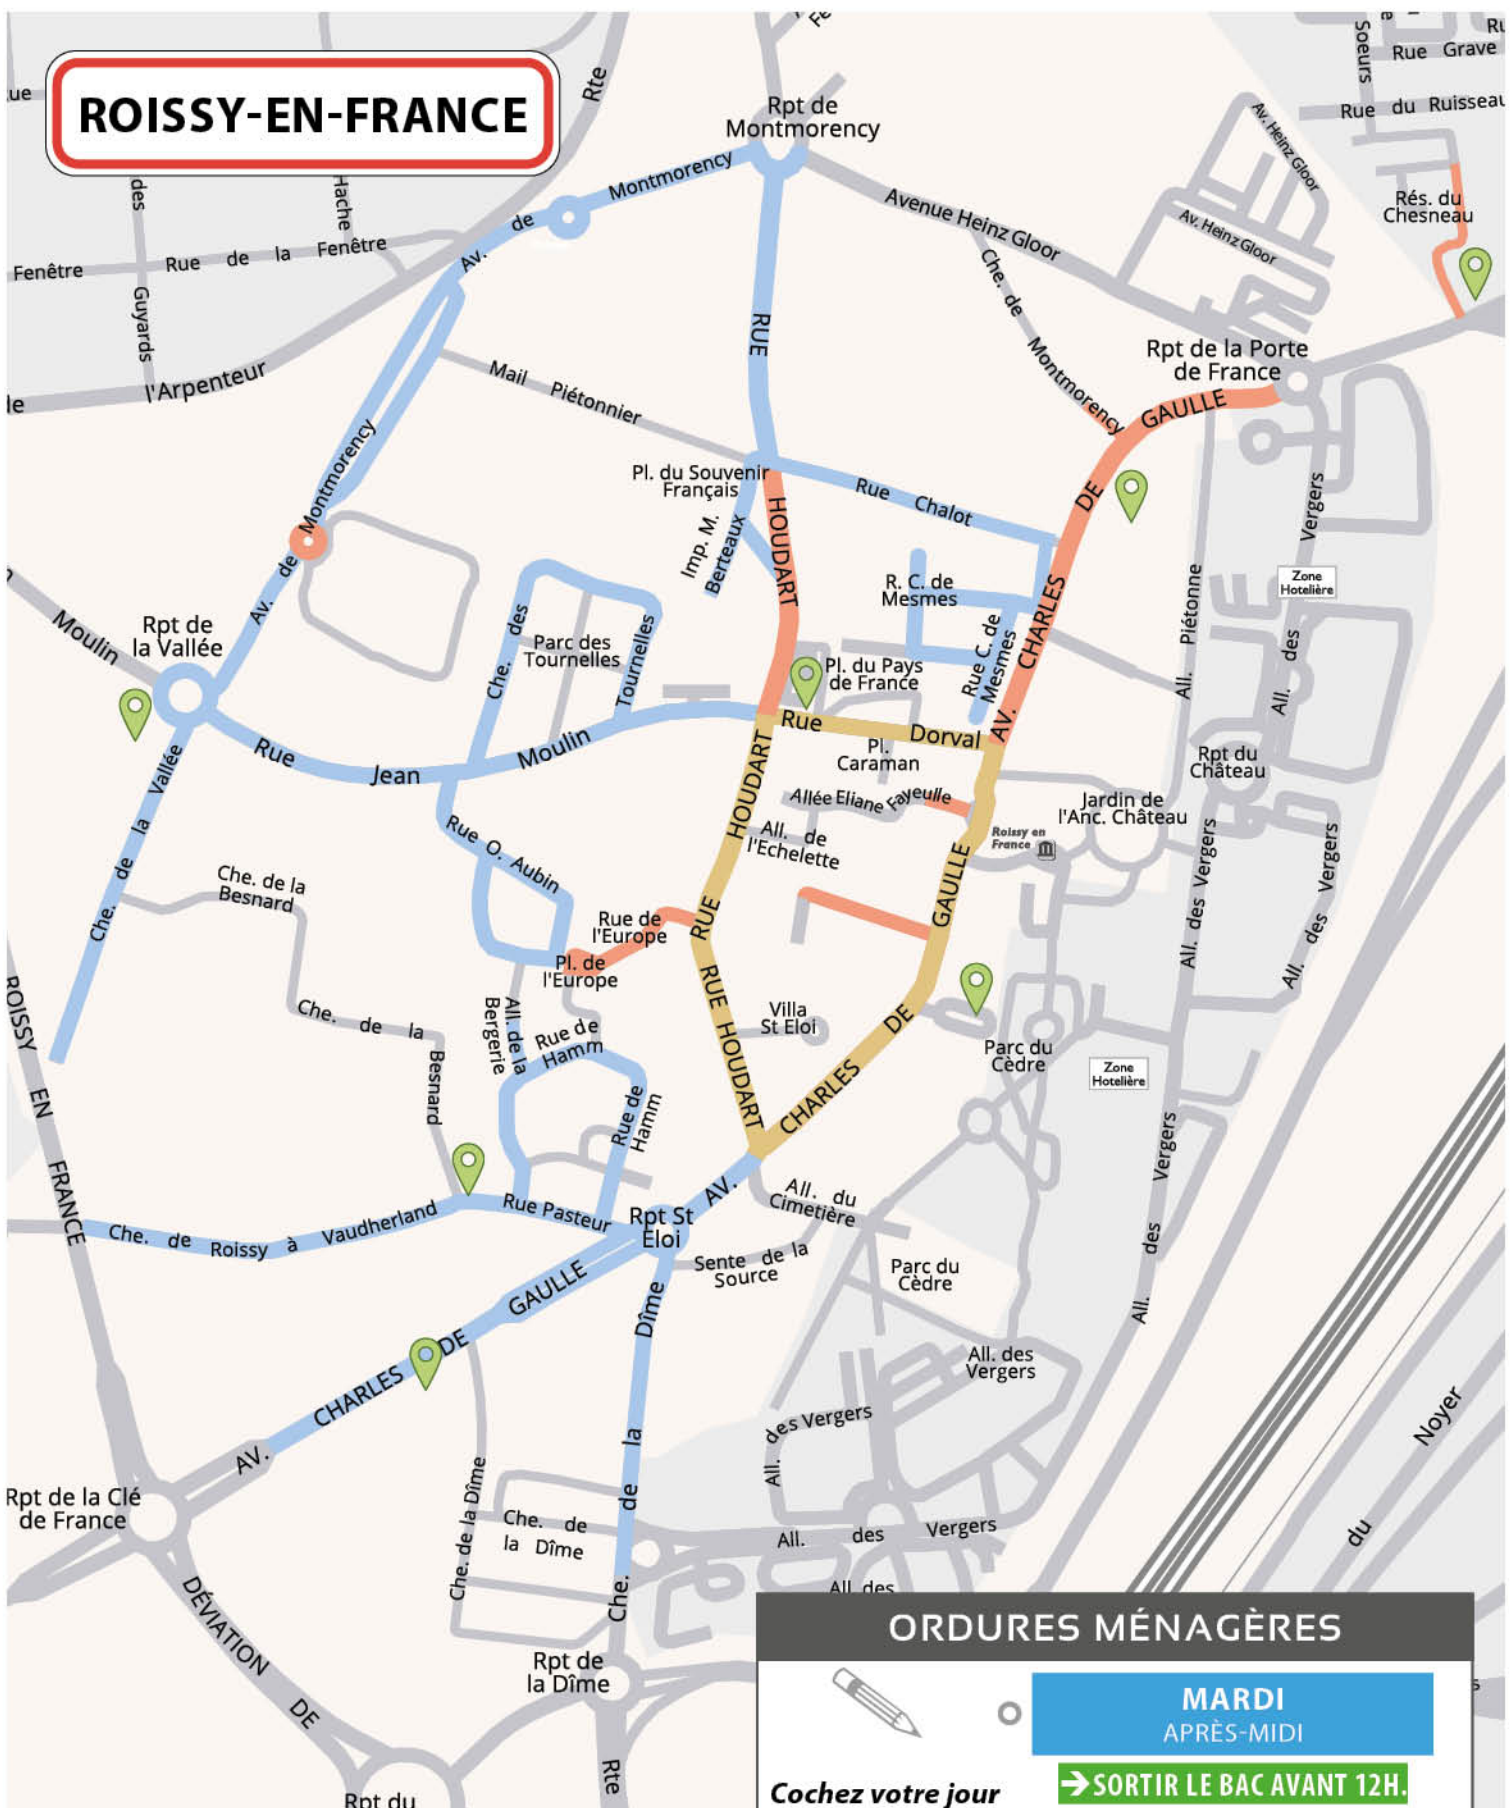 ROISSY-EN-FRANCE
Rte
Rpt de
Montmorency
Soeurs
Rue Grave
Rue du Ruisseau
Rés. du
Chesneau
Av. Heinz Gloor
Av. Heinz Gloor
Avenue Heinz Gloor
Av. de Montmorency
des
Guyards
Hache
Fenêtre
Rue de la Fenêtre
l'Arpenteur
RUE
Che. de Montmorency
Rpt de la Porte
de France
Mail Piétonnier
Pl. du Souvenir
Français
Imp. M.
Berteaux
HOUDART
Rue Chalot
AV. CHARLES DE GAULLE
Vergers
Av. de Montmorency
Moulin
Rpt de
la Vallée
Che. des
Tournelles
Parc des
Tournelles
R. C. de
Mesmes
Rue C. de
Mesmes
Pl. du Pays
de France
All. Piétonne
Zone
Hotelière
All. des
Rue Jean Moulin
Rue Dorval
Pl.
Caraman
Allée Eliane Fayeulle
All. de
l'Echelette
HOUDART
RUE
Rpt du
Château
Jardin de
l'Anc. Château
Roissy en
France
Che. de la Vallée
Che. de la
Besnard
Rue O. Aubin
Rue de
l'Europe
Pl. de
l'Europe
GAULLE
All. des Vergers
All. des Vergers
ROISSY EN FRANCE
Che. de la
Besnard
All. de la
Bergerie
Rue de
Hamm
Rue de
Hamm
RUE HOUDART
Villa
St Eloi
CHARLES DE
Parc du
Cèdre
Zone
Hotelière
All. des Vergers
Che. de Roissy à Vaudherland
Rue Pasteur
Rpt St
Eloi
AV.
All. du
Cimetière
Sente de la
Source
Parc du
Cèdre
AV. CHARLES DE GAULLE
Che. de la Dîme
All. des
Vergers
All. des Vergers
Noyer
du
Rpt de la Clé
de France
Che. de la Dîme
Che. de
la Dîme
All. des Vergers
All. des
DÉVIATION DE
Rpt de
la Dîme
Rte
Rpt du
ORDURES MÉNAGÈRES
MARDI
APRÈS-MIDI
➔SORTIR LE BAC AVANT 12H.
Cochez votre jour